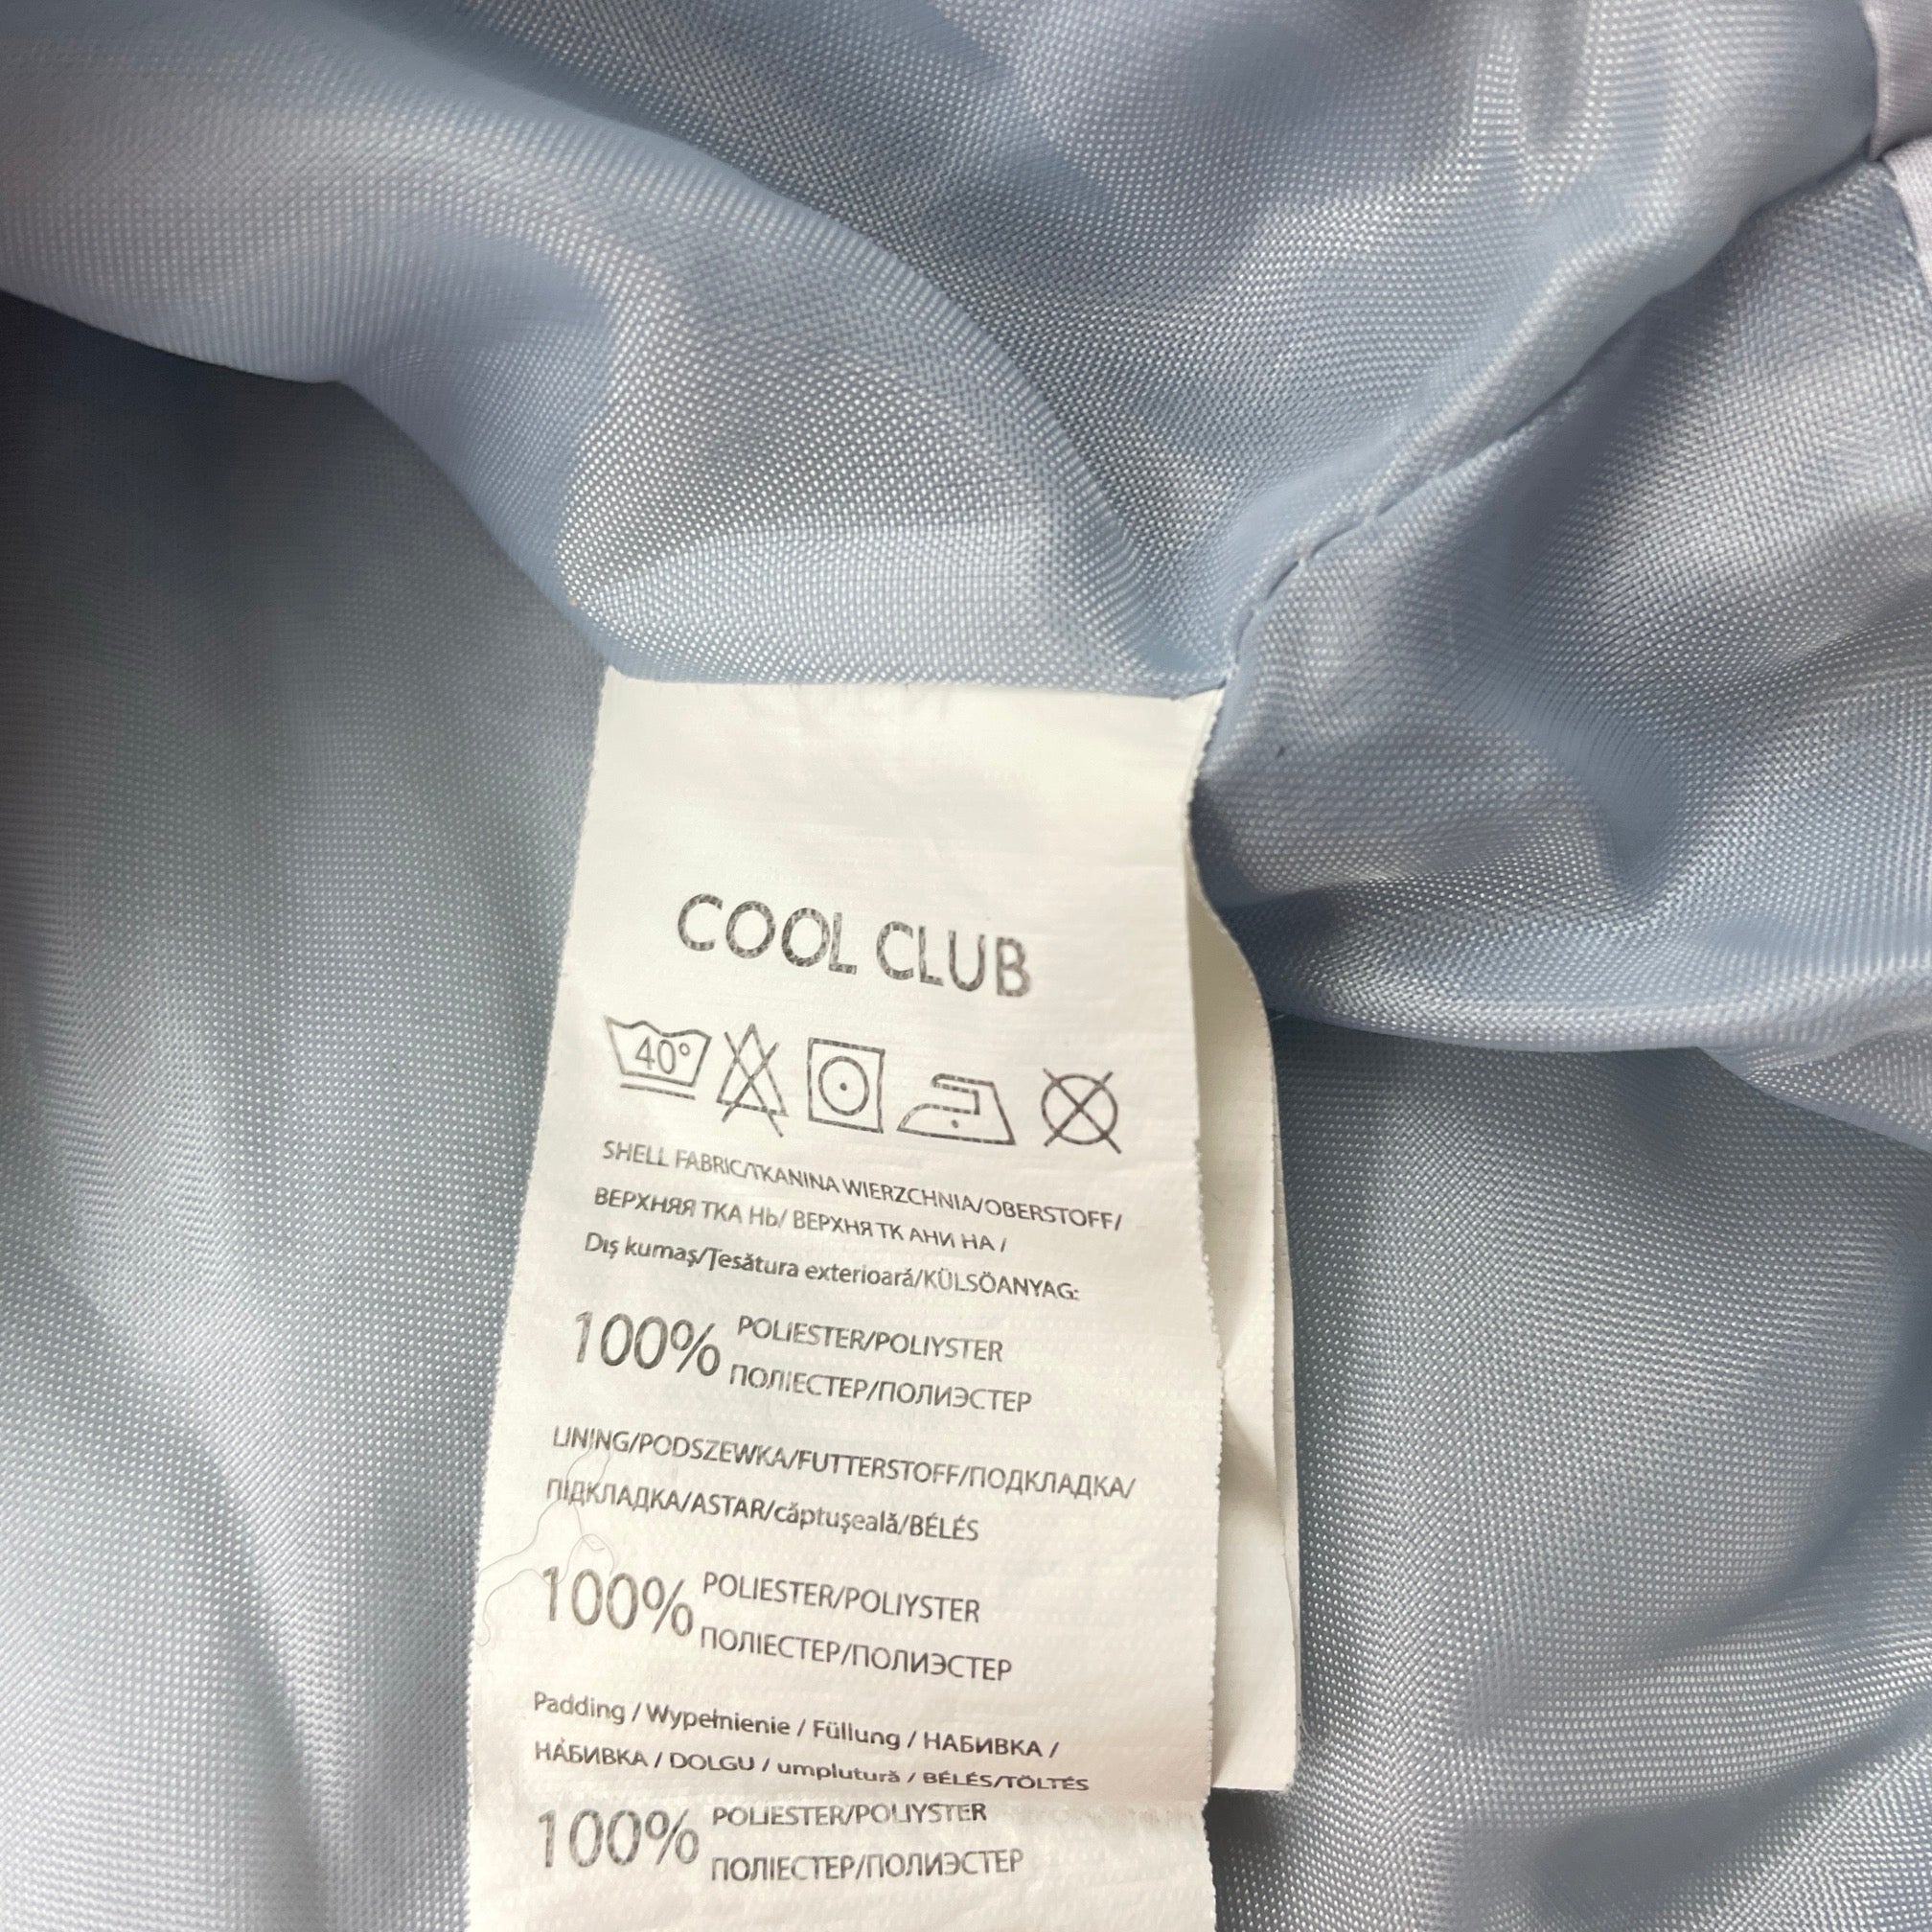 COOL CLUB
40°
SHELL FABRIC/TKANINA WIERZCHNIA/OBERSTOFF/
ВЕРХНЯЯ ТКА НЬ/ ВЕРХНЯ ТК АНИ НА /
Dış kumaş/Ţesătura exterioară/KÜLSÖANYAG:
100% POLIESTER/POLIYSTER
ПОЛІЕСТЕР/ПОЛИЭСТЕР
LINING/PODSZEWKA/FUTTERSTOFF/ПОДКЛАДКА/
ПІДКЛАДКА/ASTAR/căptuşeală/BÉLÉS
100% POLIESTER/POLIYSTER
ПОЛІЕСТЕР/ПОЛИЭСТЕР
Padding / Wypełnienie / Füllung / НАБИВКА /
НАБИВКА / DOLGU / umplutură / BÉLÉS/TÖLTÉS
100% POLIESTER/POLIYSTER
ПОЛІЕСТЕР/ПОЛИЭСТЕР